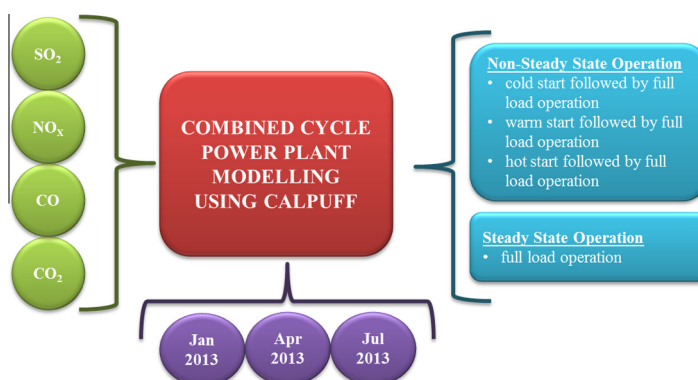 SO₂
NOₓ
CO
CO₂
COMBINED CYCLE
POWER PLANT
MODELLING
USING CALPUFF
Non-Steady State Operation
• cold start followed by full
load operation
• warm start followed by full
load operation
• hot start followed by full
load operation
Steady State Operation
• full load operation
Jan
2013
Apr
2013
Jul
2013